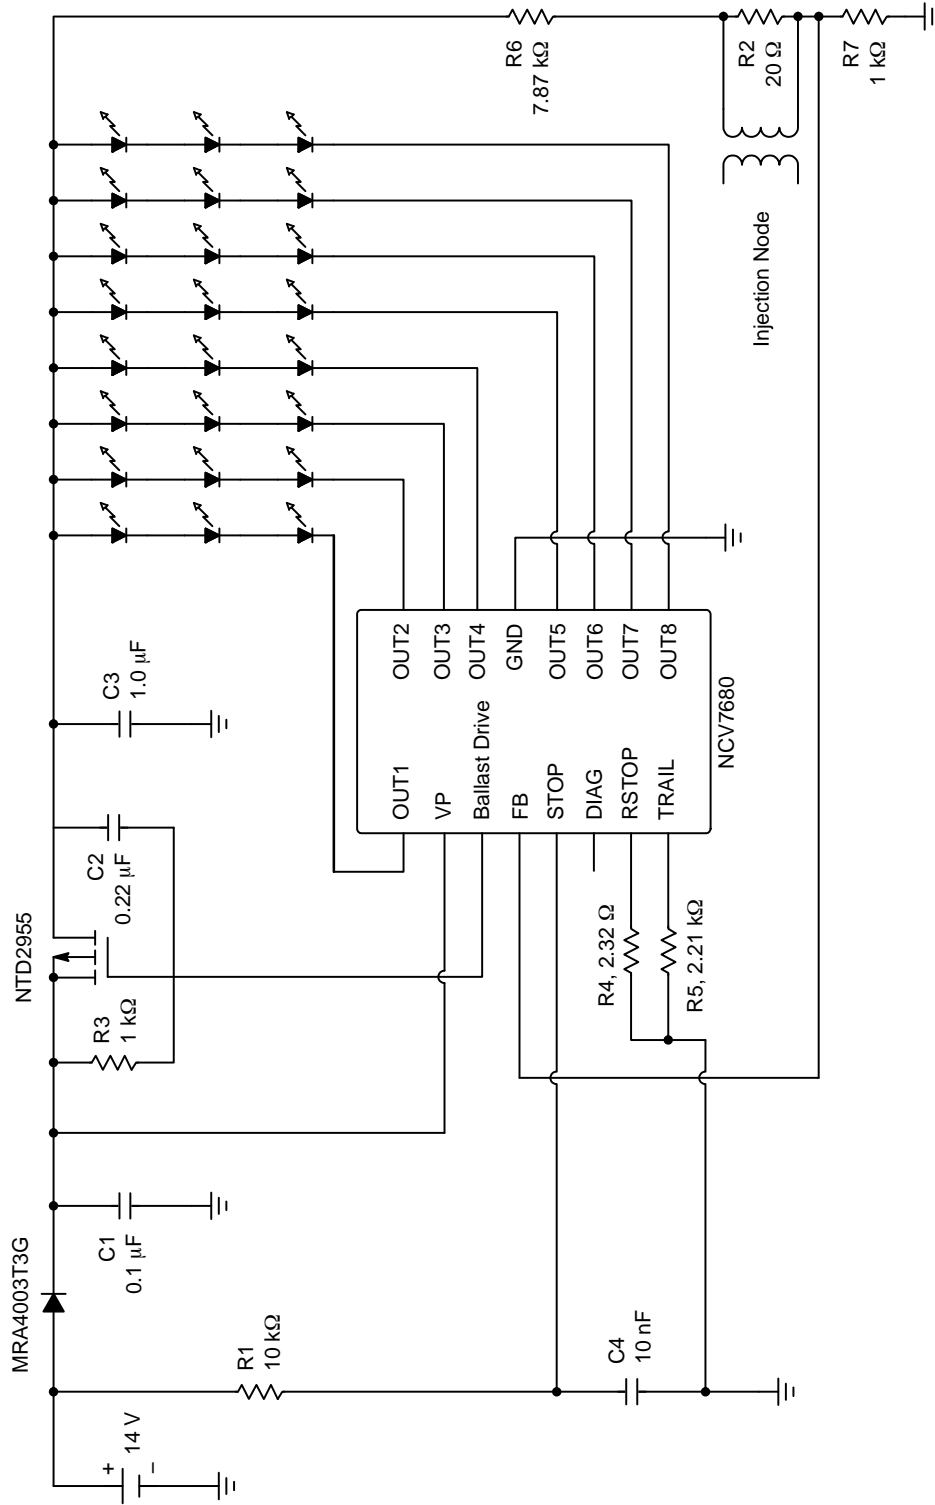 MRA4003T3G
NTD2955
14 V
+
−
R1
10 kΩ
C4
10 nF
C1
0.1 μF
R3
1 kΩ
C2
0.22 μF
C3
1.0 μF
R6
7.87 kΩ
R2
20 Ω
R7
1 kΩ
Injection Node
R4, 2.32 Ω
R5, 2.21 kΩ
OUT1
VP
Ballast Drive
FB
STOP
DIAG
RSTOP
TRAIL
OUT2
OUT3
OUT4
GND
OUT5
OUT6
OUT7
OUT8
NCV7680